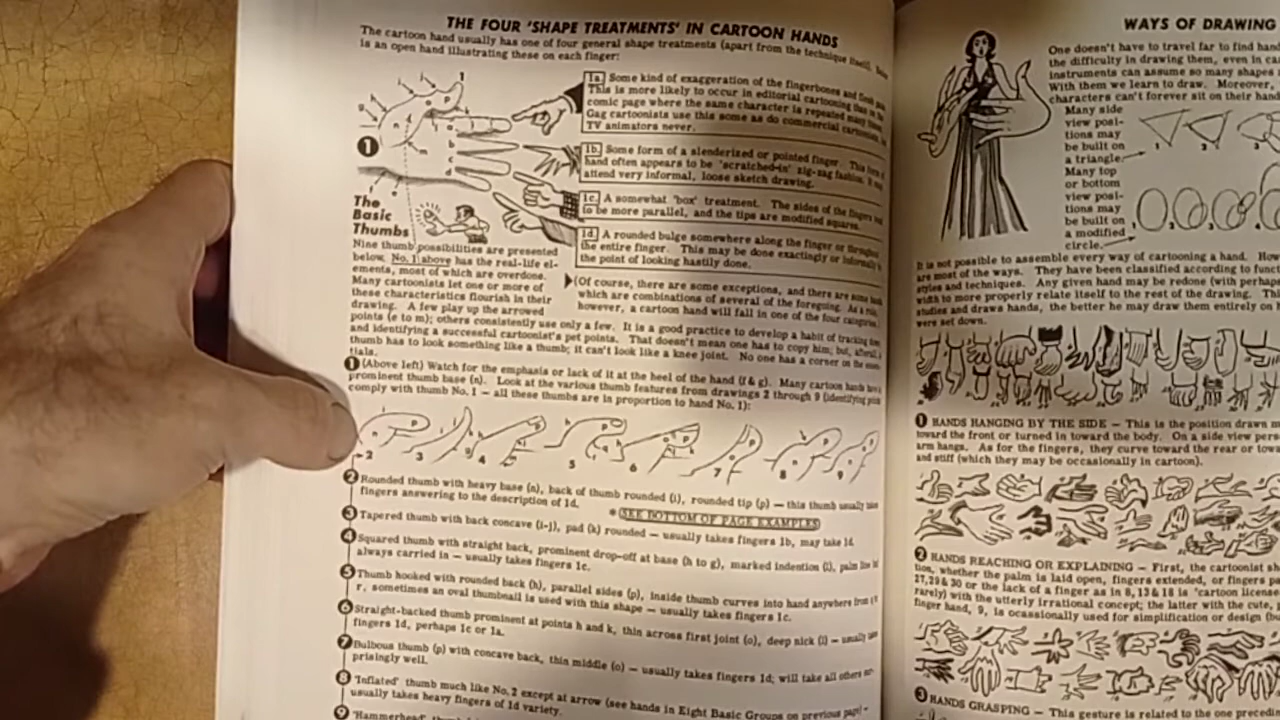 THE FOUR 'SHAPE TREATMENTS' IN CARTOON HANDS
The cartoon hand usually has one of four general shape treatments (apart from the technique itself).
is an open hand illustrating these on each finger:
1a. Some kind of exaggeration of the fingerbones and
This is more likely to occur in editorial cartooning than in the
comic page where the same character is repeated many
Gag cartoonists use this some as do commercial cartoonists,
TV animators never.
1b. Some form of a slenderized or pointed finger. This
hand often appears to be 'scratched-in' zig-zag fashion. It
attend very informal, loose sketch drawing.
1c. A somewhat 'box' treatment. The sides of the fingers
to be more parallel, and the tips are modified squares.
1d. A rounded bulge somewhere along the finger or throughout
the entire finger. This may be done exactly or informally
the point of looking hastily done.
(Of course, there are some exceptions, and there are some
which are combinations of several of the foregoing. As a rule,
however, a cartoon hand will fall in one of the four categories
1
The
Basic
Thumbs
Nine thumb possibilities are presented
below. No. 1 above has the real-life el-
ements, most of which are overdone.
Many cartoonists let one or more of
these characteristics flourish in their
drawing. A few play up the arrowed
points (e to m); others consistently use only a few. It is a good practice to develop a habit of tracking down
and identifying a successful cartoonist's pet points. That doesn't mean one has to copy him; but, after all, a
thumb has to look something like a thumb; it can't look like a knee joint. No one has a corner on the essen-
tials.
1 (Above left) Watch for the emphasis or lack of it at the heel of the hand (f & g). Many cartoon hands have a
prominent thumb base (n). Look at the various thumb features from drawings 2 through 9 (identifying points
comply with thumb No. 1 — all these thumbs are in proportion to hand No. 1):
2 3 4 5 6 7 8 9
2 Rounded thumb with heavy base (n), back of thumb rounded (i), rounded tip (p) — this thumb usually takes
fingers answering to the description of 1d.
* SEE BOTTOM OF PAGE EXAMPLES
3 Tapered thumb with back concave (i-j), pad (k) rounded — usually takes fingers 1b, may take 1d.
4 Squared thumb with straight back, prominent drop-off at base (h to g), marked indention (l), palm line
always carried in — usually takes fingers 1c.
5 Thumb hooked with rounded back (h), parallel sides (p), inside thumb curves into hand anywhere from
r, sometimes an oval thumbnail is used with this shape — usually takes fingers 1c.
6 Straight-backed thumb prominent at points h and k, thin across first joint (o), deep nick (l) — usually takes
fingers 1d, perhaps 1c or 1a.
7 Bulbous thumb (p) with concave back, thin middle (o) — usually takes fingers 1d; will take all others sur-
prisingly well.
8 'Inflated' thumb much like No. 2 except at arrow (see hands in Eight Basic Groups on previous page) —
usually takes heavy fingers of 1d variety.
9 'Hammerhead'
WAYS OF DRAWING
One doesn't have to travel far to find hand
the difficulty in drawing them, even in ca
instruments can assume so many shapes
With them we learn to draw. Moreover,
characters can't forever sit on their hand
Many side
view posi-
tions may
be built on
a triangle.
Many top
or bottom
view posi-
tions may
be built on
a modified
circle.
It is not possible to assemble every way of cartooning a hand. How
are most of the ways. They have been classified according to funct
styles and techniques. Any given hand may be redone (with perhaps
width to more properly relate itself to the rest of the drawing. Thi
studies and draws hands, the better he may draw them entirely on
were set down.
1 HANDS HANGING BY THE SIDE — This is the position drawn m
toward the front or turned in toward the body. On a side view pers
arm hangs. As for the fingers, they curve toward the rear or towa
and stiff (which they may be occasionally in cartoon).
2 HANDS REACHING OR EXPLAINING — First, the cartoonist sh
tion, whether the palm is laid open, fingers extended, or fingers p
27, 29 & 30 or the lack of a finger as in 8, 13 & 18 is 'cartoon license
rarely) with the utterly irrational concept; the latter with the cute,
finger hand, 9, is occasionally used for simplification or design (b
3 HANDS GRASPING — This gesture is related to the one precedin